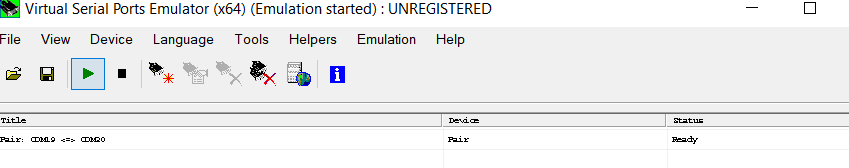 Virtual Serial Ports Emulator (x64) (Emulation started) : UNREGISTERED
File View Device Language Tools Helpers Emulation Help
Title Device Status
Pair: COM19 <=> COM20 Pair Ready